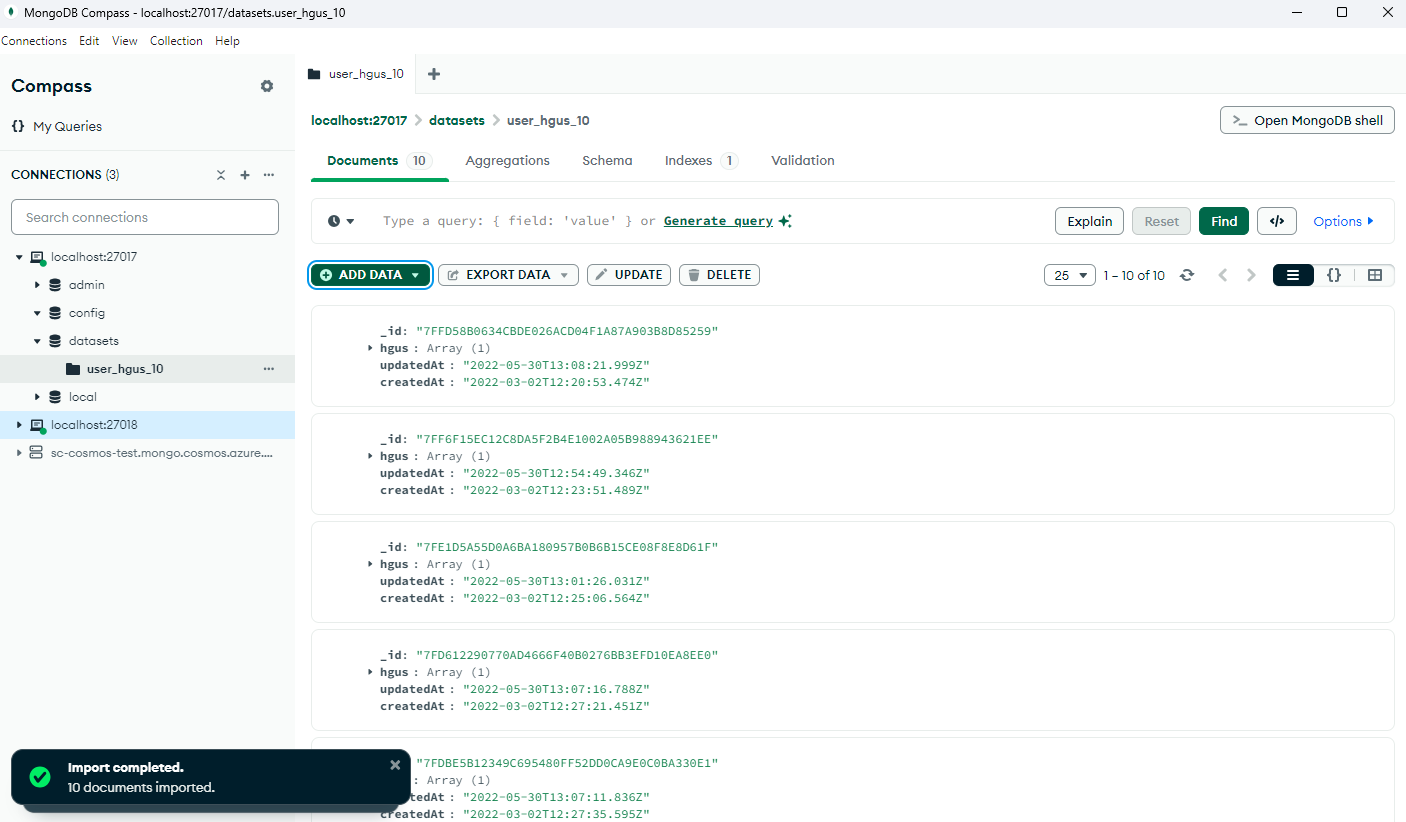 MongoDB Compass - localhost:27017/datasets.user_hgus_10
Connections Edit View Collection Help
Compass
My Queries
CONNECTIONS (3)
Search connections
localhost:27017
admin
config
datasets
user_hgus_10
local
localhost:27018
sc-cosmos-test.mongo.cosmos.azure....
user_hgus_10
localhost:27017 > datasets > user_hgus_10
>_ Open MongoDB shell
Documents 10 Aggregations Schema Indexes 1 Validation
Type a query: { field: 'value' } or Generate query
Explain Reset Find </> Options
ADD DATA EXPORT DATA UPDATE DELETE
25 1 – 10 of 10
_id: "7FFD58B0634CBDE026ACD04F1A87A903B8D85259"
hgus : Array (1)
updatedAt : "2022-05-30T13:08:21.999Z"
createdAt : "2022-03-02T12:20:53.474Z"
_id: "7FF6F15EC12C8DA5F2B4E1002A05B988943621EE"
hgus : Array (1)
updatedAt : "2022-05-30T12:54:49.346Z"
createdAt : "2022-03-02T12:23:51.489Z"
_id: "7FE1D5A55D0A6BA180957B0B6B15CE08F8E8D61F"
hgus : Array (1)
updatedAt : "2022-05-30T13:01:26.031Z"
createdAt : "2022-03-02T12:25:06.564Z"
_id: "7FD612290770AD4666F40B0276BB3EFD10EA8EE0"
hgus : Array (1)
updatedAt : "2022-05-30T13:07:16.788Z"
createdAt : "2022-03-02T12:27:21.451Z"
"7FDBE5B12349C695480FF52DD0CA9E0C0BA330E1"
: Array (1)
tedAt : "2022-05-30T13:07:11.836Z"
createdAt : "2022-03-02T12:27:35.595Z"
Import completed.
10 documents imported.